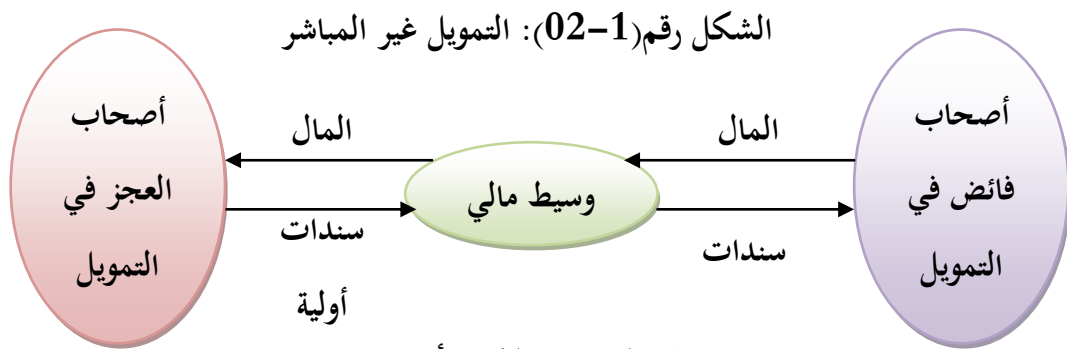 الشكل رقم(1-02): التمويل غير المباشر
أصحاب
فائض في
التمويل
المال
سندات
وسيط مالي
المال
سندات
أولية
أصحاب
العجز في
التمويل